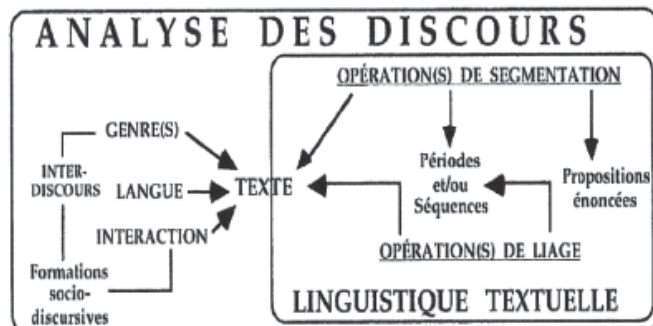 ANALYSE DES DISCOURS
OPÉRATION(S) DE SEGMENTATION
GENRE(S)
INTER-
DISCOURS
LANGUE
TEXTE
Périodes
et/ou
Séquences
Propositions
énoncées
INTERACTION
OPÉRATION(S) DE LIAGE
Formations
socio-
discursives
LINGUISTIQUE TEXTUELLE